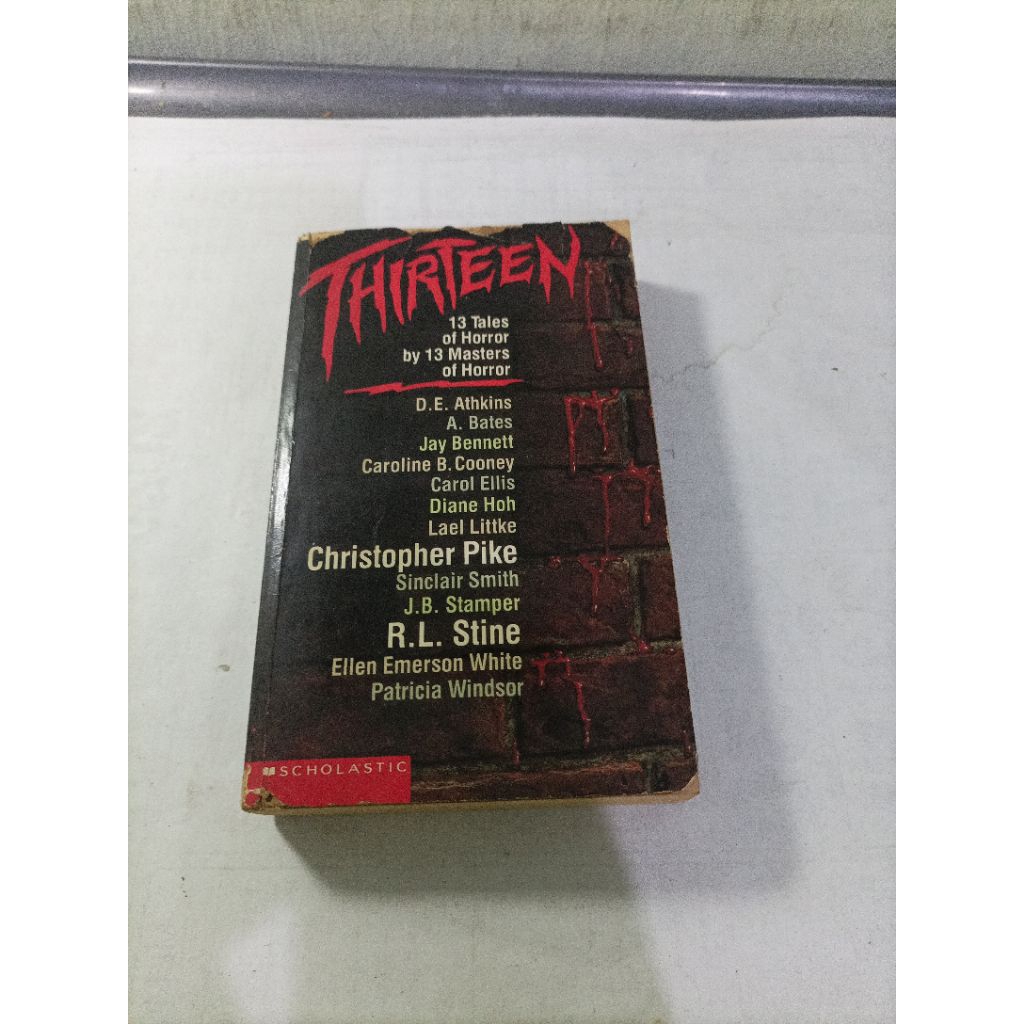 THIRTEEN
13 Tales
of Horror
by 13 Masters
of Horror
D.E. Athkins
A. Bates
Jay Bennett
Caroline B. Cooney
Carol Ellis
Diane Hoh
Lael Littke
Christopher Pike
Sinclair Smith
J.B. Stamper
R.L. Stine
Ellen Emerson White
Patricia Windsor
SCHOLASTIC